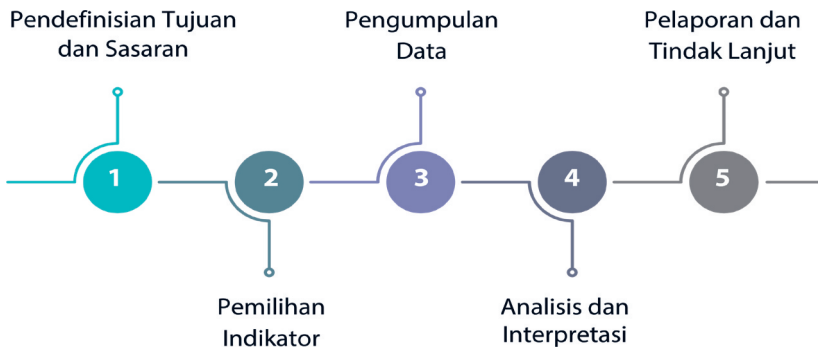 Pendefinisian Tujuan
dan Sasaran
1
2
Pemilihan
Indikator
Pengumpulan
Data
3
4
Analisis dan
Interpretasi
Pelaporan dan
Tindak Lanjut
5